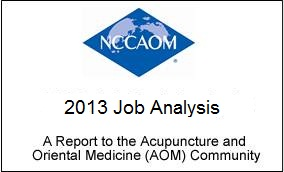 NCCAOM
2013 Job Analysis
A Report to the Acupuncture and
Oriental Medicine (AOM) Community